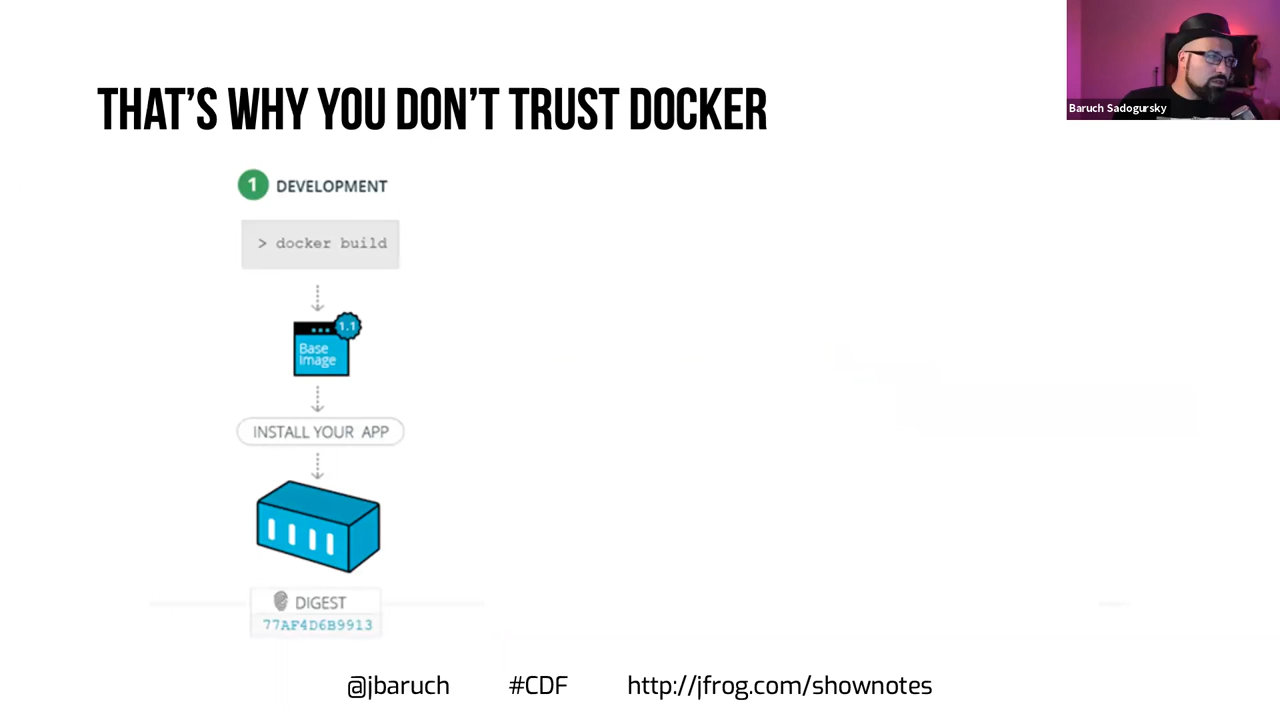 THAT'S WHY YOU DON'T TRUST DOCKER
Baruch Sadogursky
1 DEVELOPMENT
> docker build
1.1
Base
Image
INSTALL YOUR APP
DIGEST
77AF4D6B9913
@jbaruch #CDF http://jfrog.com/shownotes